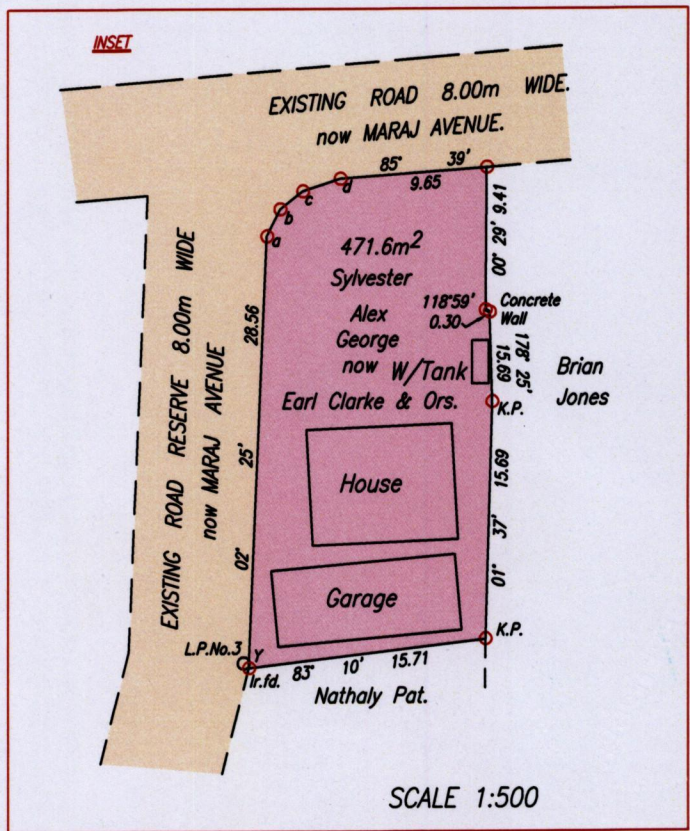 INSET
EXISTING ROAD 8.00m WIDE.
now MARAJ AVENUE.
85° 39'
9.65
a
b
c
d
471.6m²
Sylvester
Alex
George
now
Earl Clarke & Ors.
W/Tank
118°59'
0.30
Concrete
Wall
00° 29' 9.41
178° 25'
15.69
Brian
Jones
K.P.
01° 37' 15.69
K.P.
House
Garage
02° 25' 28.56
EXISTING ROAD RESERVE 8.00m WIDE
now MARAJ AVENUE
L.P.No.3
Y
Ir.fd.
83° 10' 15.71
Nathaly Pat.
SCALE 1:500